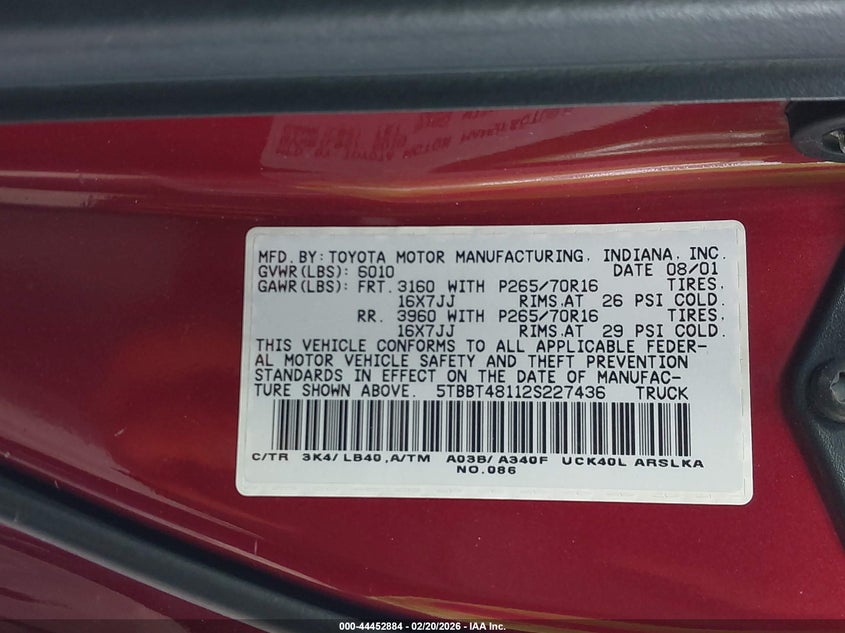 MFD. BY: TOYOTA MOTOR MANUFACTURING, INDIANA, INC.
GVWR(LBS): 6010 DATE 08/01
GAWR(LBS): FRT. 3160 WITH P265/70R16 TIRES.
16X7JJ RIMS.AT 26 PSI COLD.
RR. 3960 WITH P265/70R16 TIRES.
16X7JJ RIMS.AT 29 PSI COLD.
THIS VEHICLE CONFORMS TO ALL APPLICABLE FEDER-
AL MOTOR VEHICLE SAFETY AND THEFT PREVENTION
STANDARDS IN EFFECT ON THE DATE OF MANUFAC-
TURE SHOWN ABOVE. 5TBBT48112S227436 TRUCK
C/TR 3K4/ LB40 ,A/TM A03B/ A340F UCK40L ARSLKA
NO.086
000-44452884 - 02/20/2026 - IAA Inc.